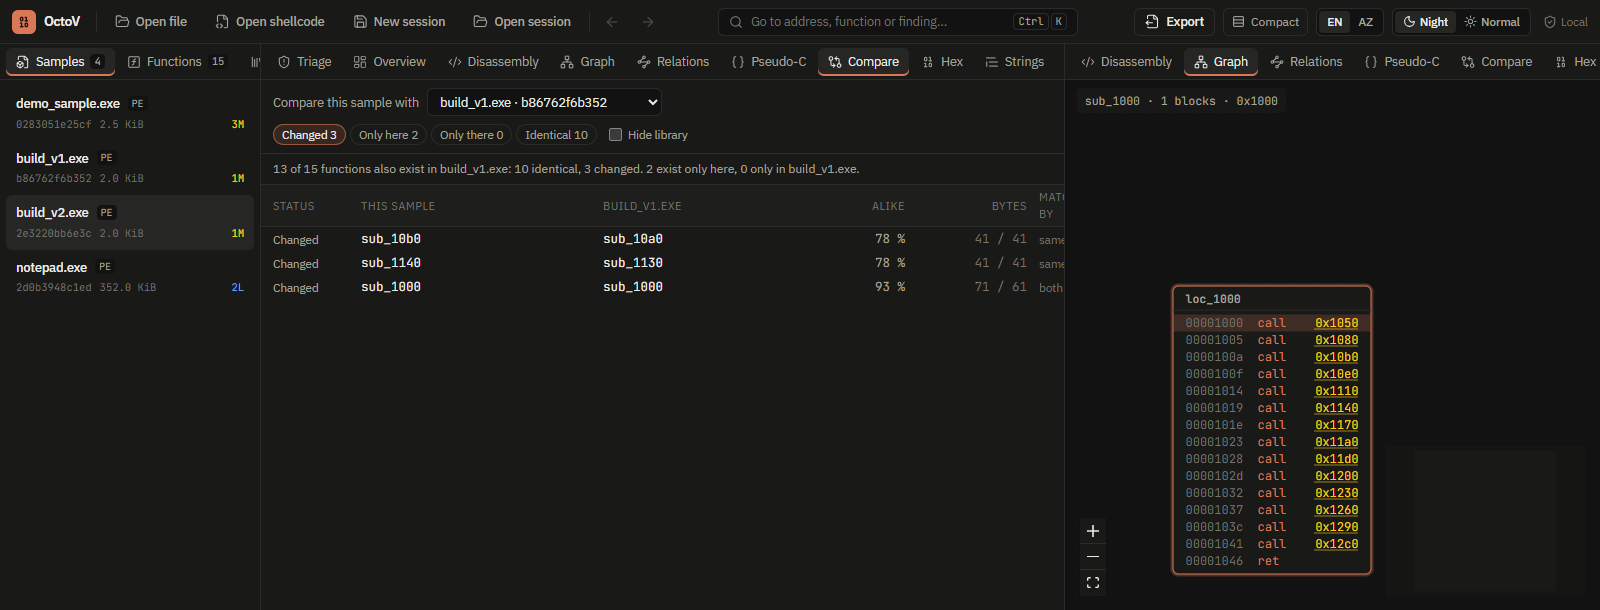 OctoV Open file Open shellcode New session Open session Go to address, function or finding... Ctrl K Export Compact EN AZ Night Normal Local
Samples 4 Functions 15
demo_sample.exe PE
0283051e25cf 2.5 KiB 3M
build_v1.exe PE
b86762f6b352 2.0 KiB 1M
build_v2.exe PE
2e3220bb6e3c 2.0 KiB 1M
notepad.exe PE
2d0b3948c1ed 352.0 KiB 2L
Triage Overview Disassembly Graph Relations Pseudo-C Compare Hex Strings
Compare this sample with build_v1.exe · b86762f6b352
Changed 3 Only here 2 Only there 0 Identical 10 Hide library
13 of 15 functions also exist in build_v1.exe: 10 identical, 3 changed. 2 exist only here, 0 only in build_v1.exe.
STATUS THIS SAMPLE BUILD_V1.EXE ALIKE BYTES BY
Changed sub_10b0 sub_10a0 78 % 41 / 41 same
Changed sub_1140 sub_1130 78 % 41 / 41 same
Changed sub_1000 sub_1000 93 % 71 / 61 both
Disassembly Graph Relations Pseudo-C Compare Hex
sub_1000 · 1 blocks · 0x1000
loc_1000
00001000 call 0x1050
00001005 call 0x1080
0000100a call 0x10b0
0000100f call 0x10e0
00001014 call 0x1110
00001019 call 0x1140
0000101e call 0x1170
00001023 call 0x11a0
00001028 call 0x11d0
0000102d call 0x1200
00001032 call 0x1230
00001037 call 0x1260
0000103c call 0x1290
00001041 call 0x12c0
00001046 ret